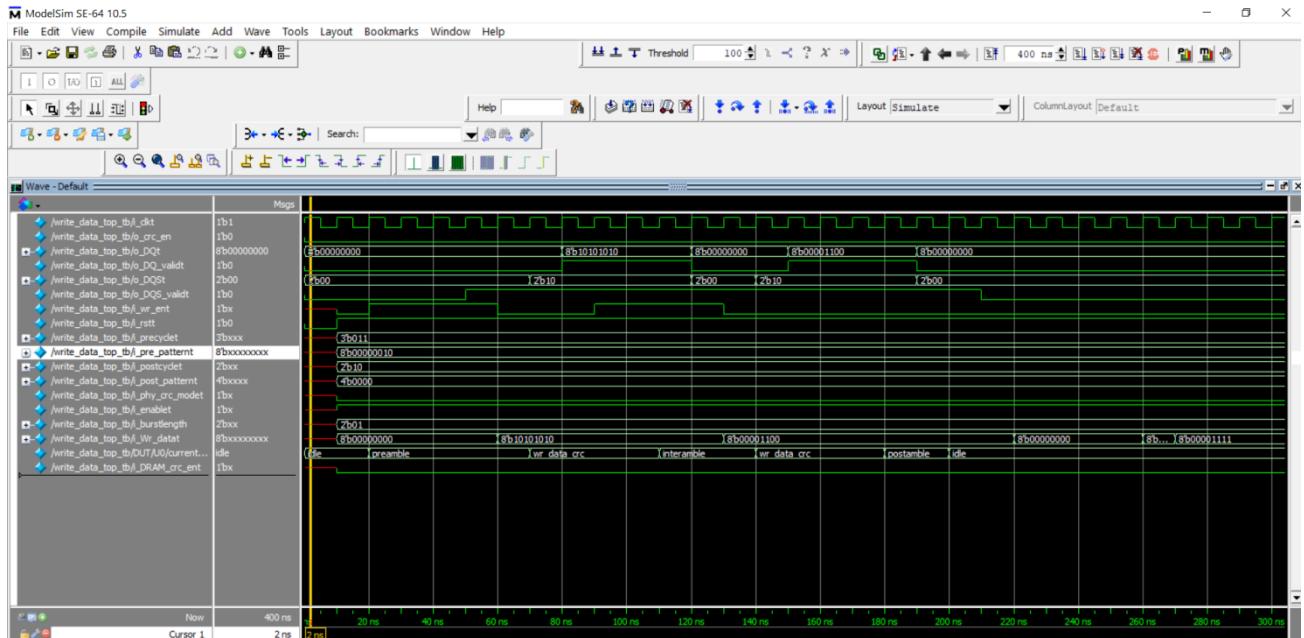 ModelSim SE-64 10.5
File Edit View Compile Simulate Add Wave Tools Layout Bookmarks Window Help
Threshold 100 400 ns
ALL
Help Layout Simulate ColumnLayout Default
Search:
Wave - Default
Msgs
/write_data_top_tb/i_clkt 1'b1
/write_data_top_tb/o_crc_en 1'b0
/write_data_top_tb/o_DQt 8'b00000000 8'b00000000 8'b10101010 8'b00000000 8'b00001100 8'b00000000
/write_data_top_tb/o_DQ_validt 1'b0
/write_data_top_tb/o_DQSt 2'b00 2'b00 2'b10 2'b00 2'b10 2'b00
/write_data_top_tb/o_DQS_validt 1'b0
/write_data_top_tb/i_wr_ent 1'bx
/write_data_top_tb/i_rstt 1'b0
/write_data_top_tb/i_precyclet 3'bxxx 3'b011
/write_data_top_tb/i_pre_patternt 8'bxxxxxxxx 8'b00000010
/write_data_top_tb/i_postcyclet 2'bxx 2'b10
/write_data_top_tb/i_post_patternt 4'bxxxx 4'b0000
/write_data_top_tb/i_phy_crc_modet 1'bx
/write_data_top_tb/i_enablet 1'bx
/write_data_top_tb/i_burstlength 2'bxx 2'b01
/write_data_top_tb/i_Wr_datat 8'bxxxxxxxx 8'b00000000 8'b10101010 8'b00001100 8'b00000000 8'b... 8'b00001111
/write_data_top_tb/DUT/U0/current... idle idle preamble wr_data_crc interamble wr_data_crc postamble idle
/write_data_top_tb/i_DRAM_crc_ent 1'bx
Now 400 ns 20 ns 40 ns 60 ns 80 ns 100 ns 120 ns 140 ns 160 ns 180 ns 200 ns 220 ns 240 ns 260 ns 280 ns 300 ns
Cursor 1 2 ns 2 ns